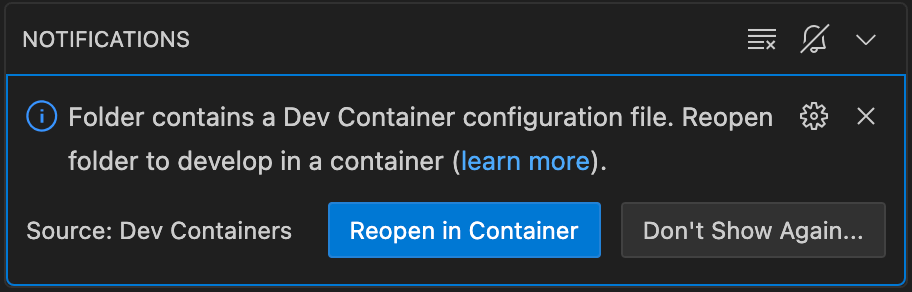 NOTIFICATIONS
Folder contains a Dev Container configuration file. Reopen
folder to develop in a container (learn more).
Source: Dev Containers
Reopen in Container
Don't Show Again...